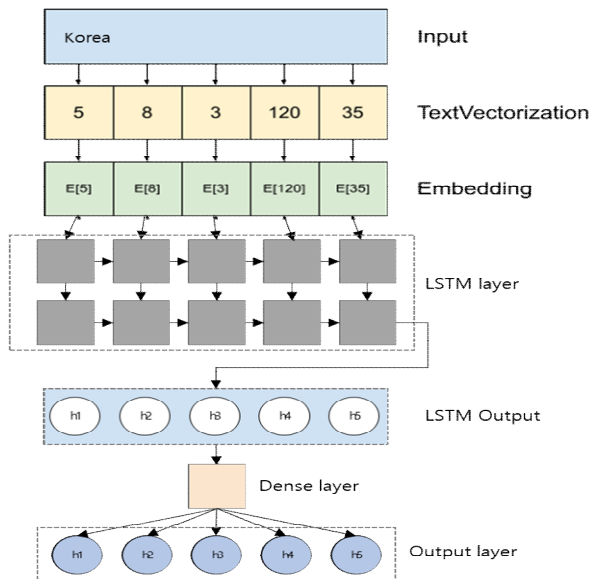 Korea Input
5 8 3 120 35 TextVectorization
E[5] E[8] E[3] E[120] E[35] Embedding
LSTM layer
h1 h2 h3 h4 h5 LSTM Output
Dense layer
h1 h2 h3 h4 h5 Output layer